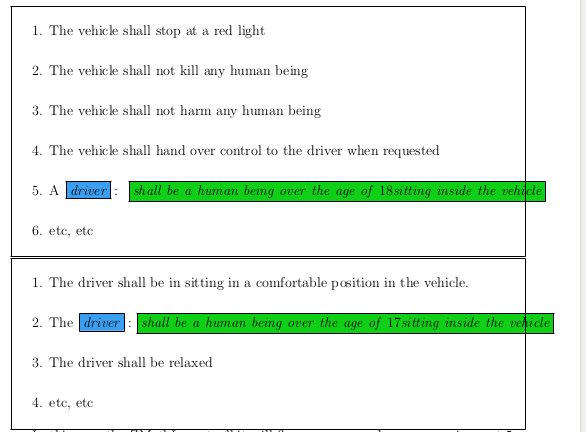 1. The vehicle shall stop at a red light
2. The vehicle shall not kill any human being
3. The vehicle shall not harm any human being
4. The vehicle shall hand over control to the driver when requested
5. A driver : shall be a human being over the age of 18sitting inside the vehicle
6. etc, etc
1. The driver shall be in sitting in a comfortable position in the vehicle.
2. The driver : shall be a human being over the age of 17sitting inside the vehicle
3. The driver shall be relaxed
4. etc, etc